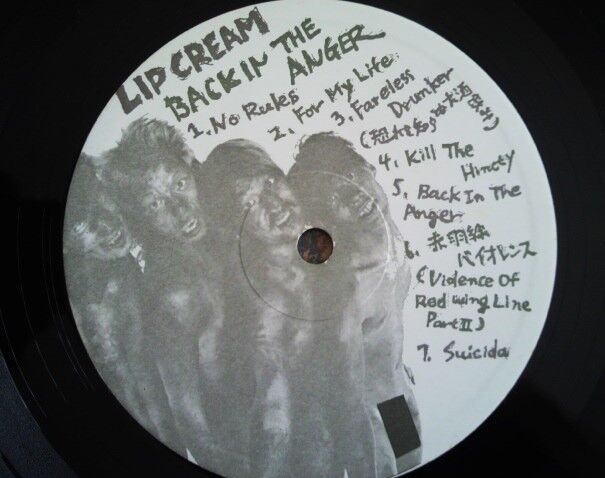 LIP CREAM
BACK IN THE
ANGER
1. No Rules
2. For My Life
3. Fareless
Drunker
4. Kill The
Hincty
5. Back In The
Anger
6. 赤羽線
バイオレンス
(Vidence Of
Red wing Line
Part II)
7. Suicida